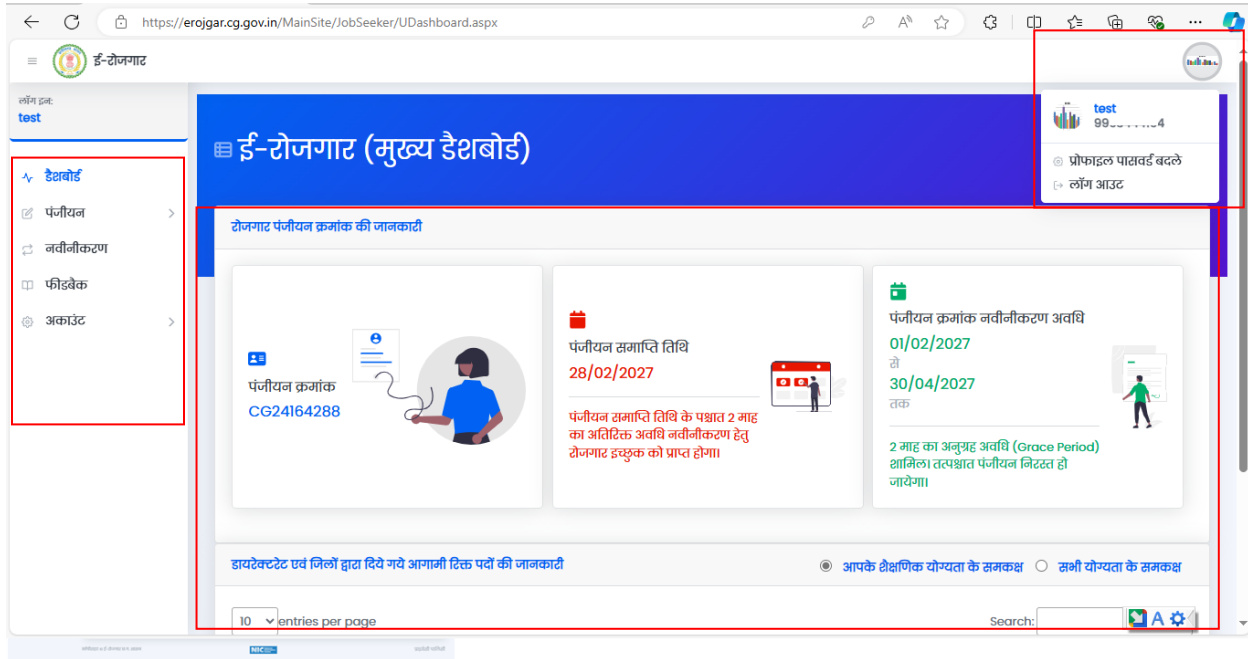 https://erojgar.cg.gov.in/MainSite/JobSeeker/UDashboard.aspx
ई-रोजगार
लॉग इन:
test
test
प्रोफाइल पासवर्ड बदले
लॉग आउट
डैशबोर्ड
पंजीयन
नवीनीकरण
फीडबैक
अकाउंट
ई-रोजगार (मुख्य डैशबोर्ड)
रोजगार पंजीयन क्रमांक की जानकारी
पंजीयन क्रमांक
CG24164288
पंजीयन समाप्ति तिथि
28/02/2027
पंजीयन समाप्ति तिथि के पश्चात 2 माह
का अतिरिक्त अवधि नवीनीकरण हेतु
रोजगार इच्छुक को प्राप्त होगा।
पंजीयन क्रमांक नवीनीकरण अवधि
01/02/2027
से
30/04/2027
तक
2 माह का अनुग्रह अवधि (Grace Period)
शामिल। तत्पश्चात पंजीयन निरस्त हो
जायेगा।
डायरेक्टरेट एवं जिलों द्वारा दिये गये आगामी रिक्त पदों की जानकारी
आपके शैक्षणिक योग्यता के समकक्ष
सभी योग्यता के समकक्ष
10 entries per page
Search:
A
NIC